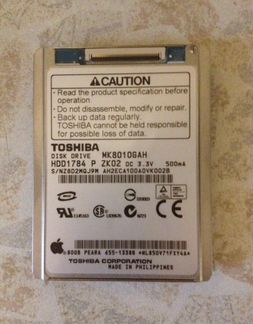 ⚠CAUTION
• Read the product specification before operation.
• Do not disassemble, modify or repair.
• Back up data regularly.
TOSHIBA cannot be held responsible for possible loss of data.
TOSHIBA
DISK DRIVE MK8010GAH
HDD1784 P ZK02 DC 3.3V 500mA
S/NZ8D2MQJ9M AH2ECA100A0VK002B
TOSHIBA CORPORATION
MADE IN PHILIPPINES